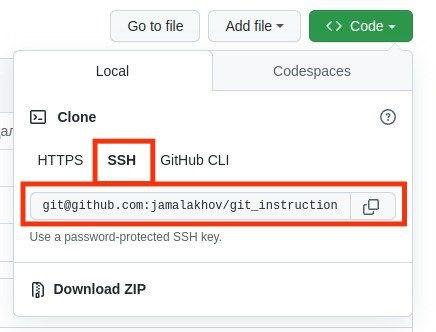 Go to file Add file Code
Local Codespaces
Clone
HTTPS SSH GitHub CLI
git@github.com:jamalakhov/git_instruction
Use a password-protected SSH key.
Download ZIP